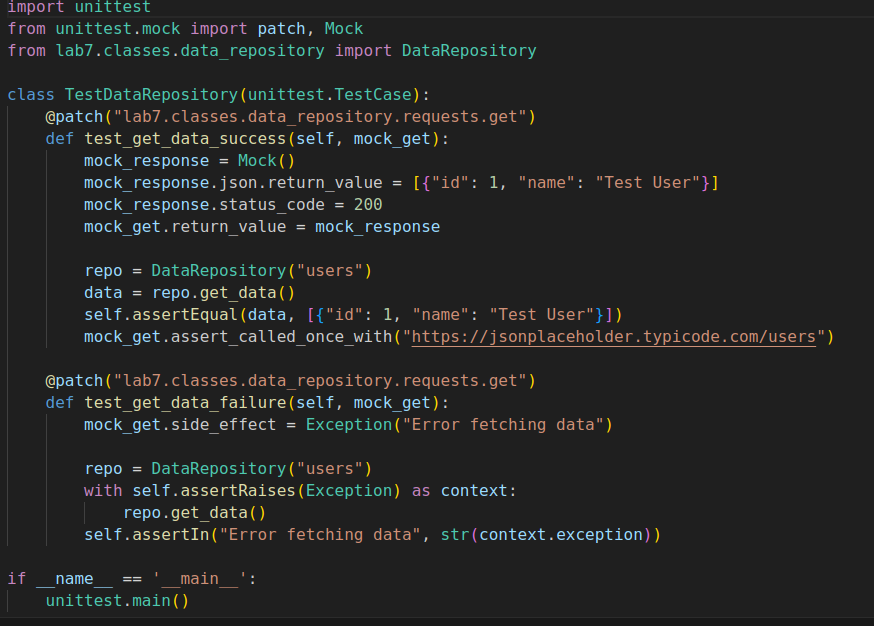 import unittest
from unittest.mock import patch, Mock
from lab7.classes.data_repository import DataRepository

class TestDataRepository(unittest.TestCase):
    @patch("lab7.classes.data_repository.requests.get")
    def test_get_data_success(self, mock_get):
        mock_response = Mock()
        mock_response.json.return_value = [{"id": 1, "name": "Test User"}]
        mock_response.status_code = 200
        mock_get.return_value = mock_response

        repo = DataRepository("users")
        data = repo.get_data()
        self.assertEqual(data, [{"id": 1, "name": "Test User"}])
        mock_get.assert_called_once_with("https://jsonplaceholder.typicode.com/users")

    @patch("lab7.classes.data_repository.requests.get")
    def test_get_data_failure(self, mock_get):
        mock_get.side_effect = Exception("Error fetching data")

        repo = DataRepository("users")
        with self.assertRaises(Exception) as context:
            repo.get_data()
        self.assertIn("Error fetching data", str(context.exception))

if __name__ == '__main__':
    unittest.main()